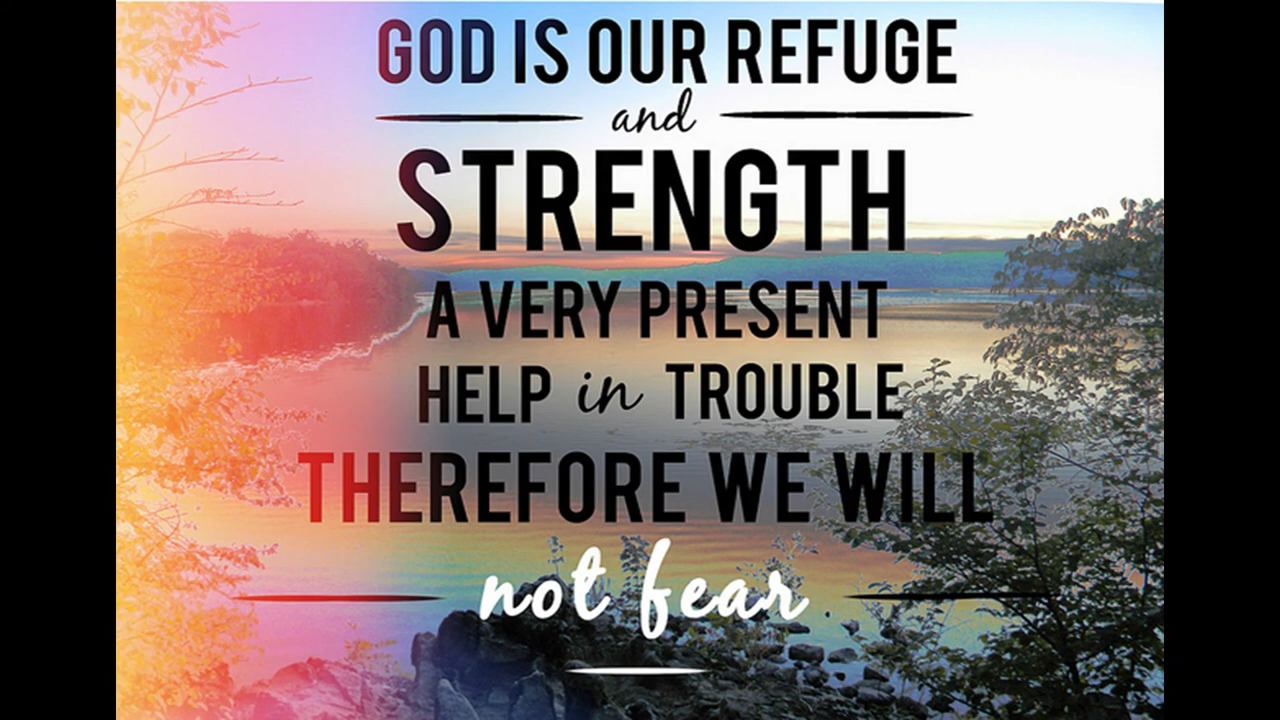 GOD IS OUR REFUGE
and
STRENGTH
A VERY PRESENT
HELP in TROUBLE
THEREFORE WE WILL
not fear